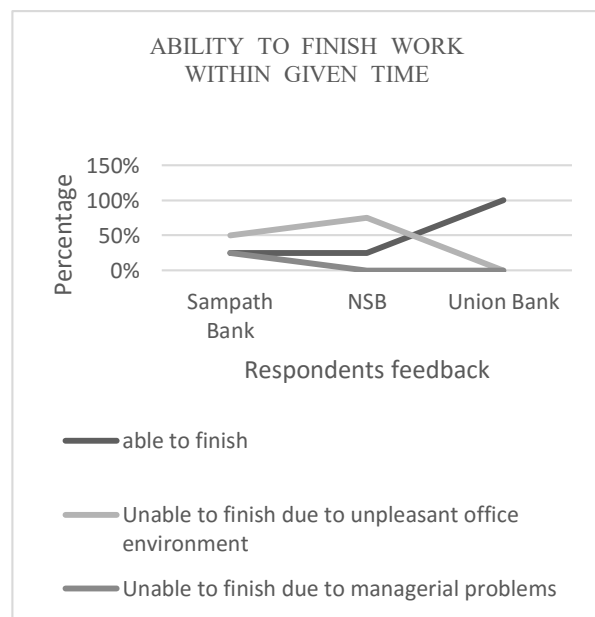 ABILITY TO FINISH WORK
WITHIN GIVEN TIME
150%
100%
50%
0%
Percentage
Sampath
Bank
NSB
Union Bank
Respondents feedback
able to finish
Unable to finish due to unpleasant office
environment
Unable to finish due to managerial problems